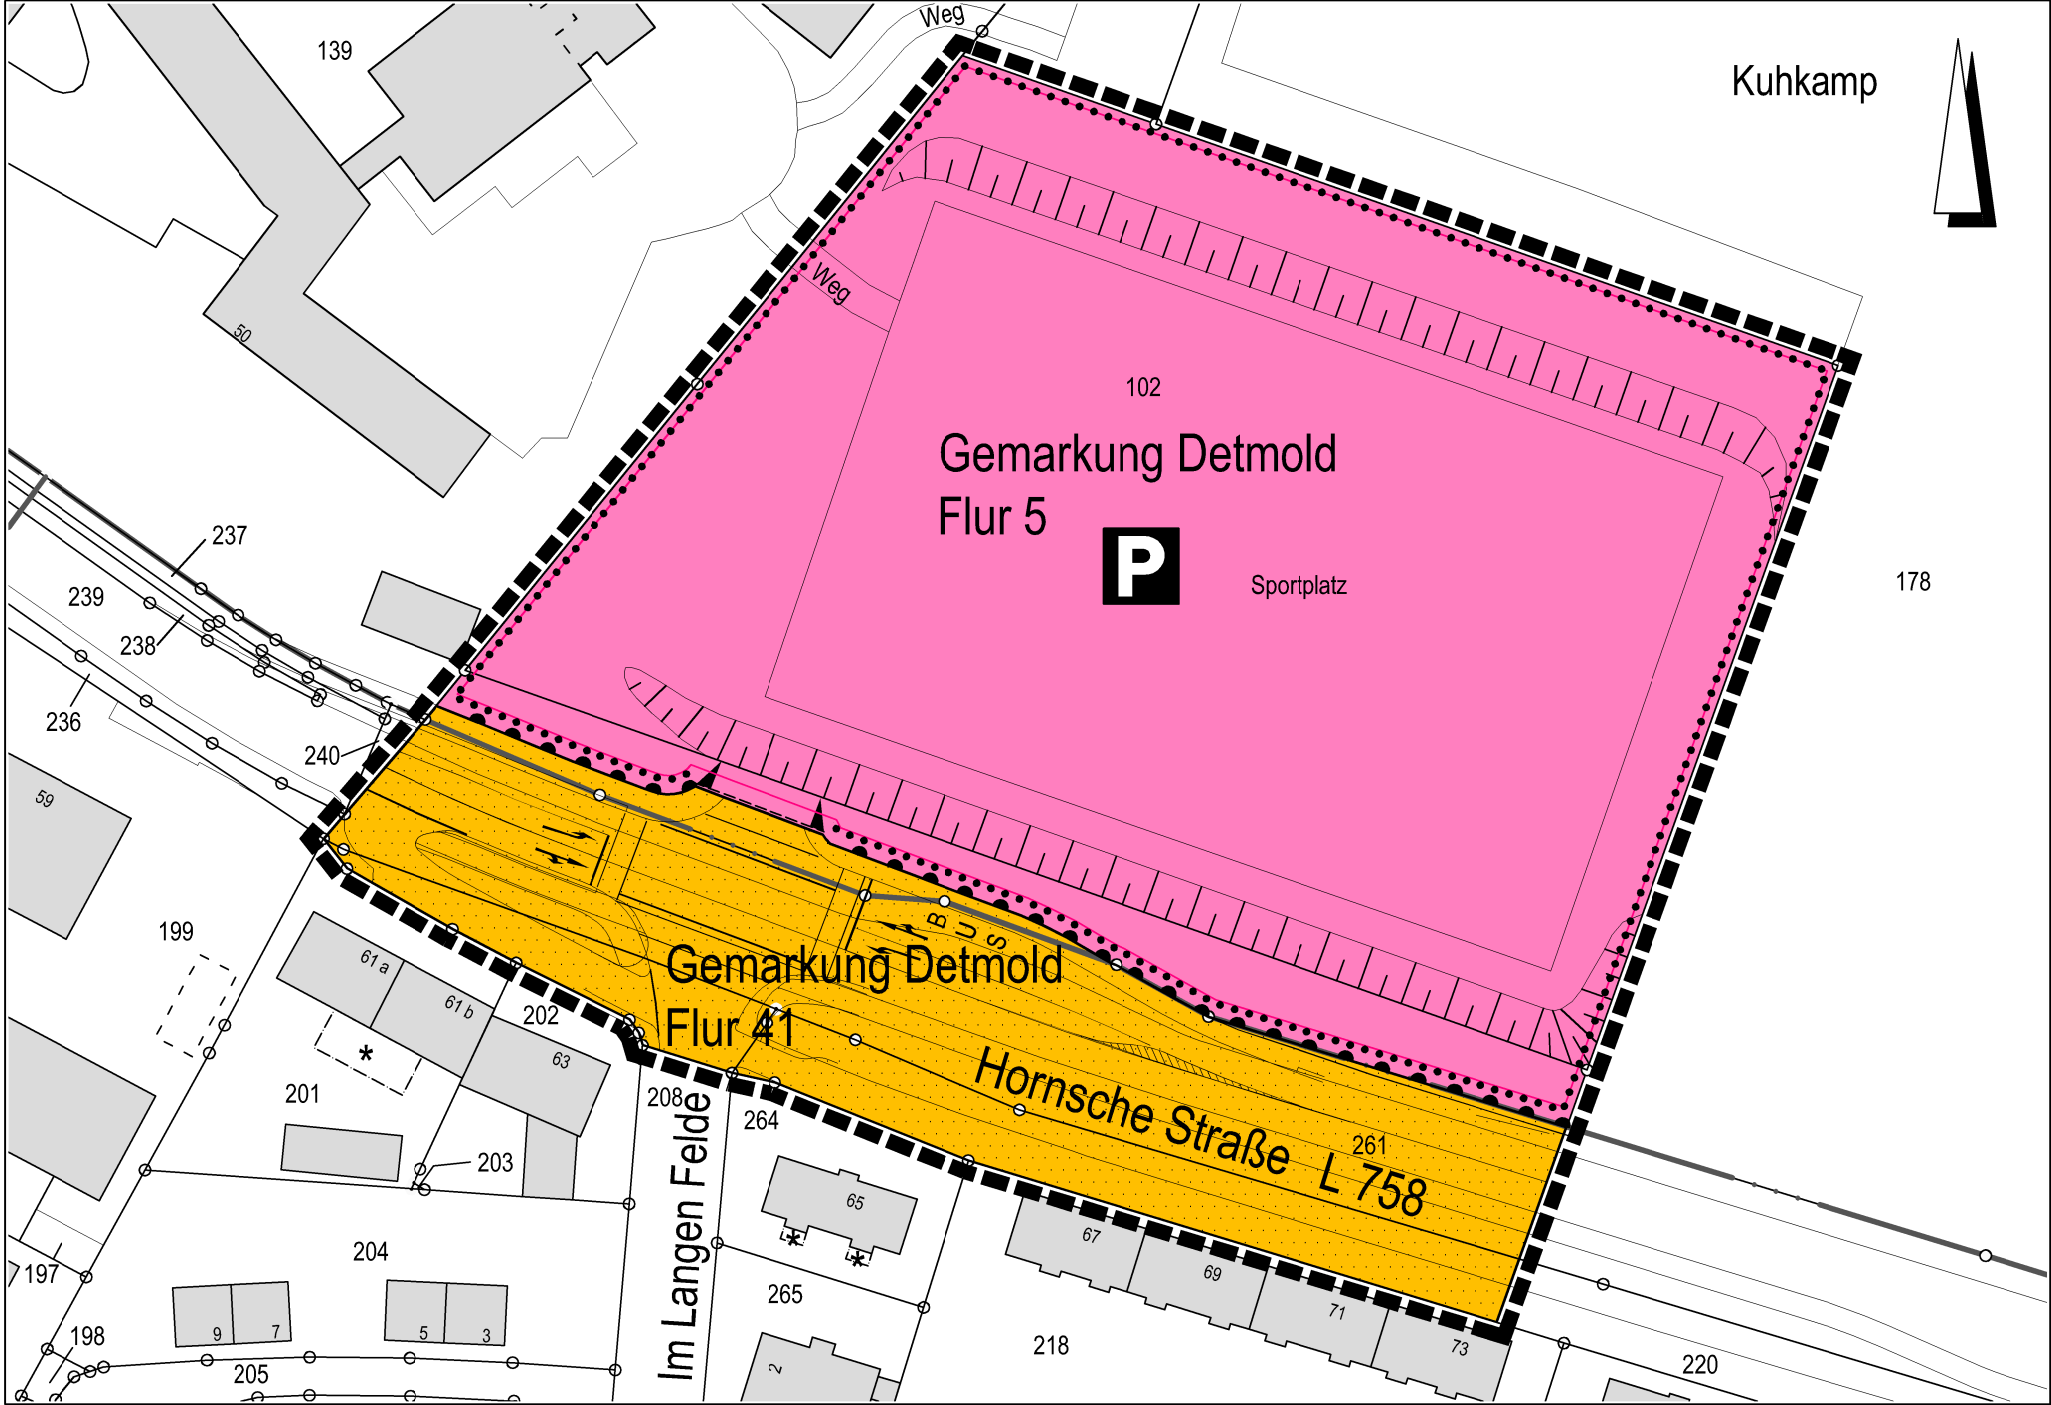 Weg
139
Kuhkamp
50
Weg
102
Gemarkung Detmold
Flur 5
P
Sportplatz
237
239
238
178
236
240
59
199
BUS
Gemarkung Detmold
Flur 41
61 a
61 b
202
63
*
201
208
264
Hornsche Straße L 758
261
203
Im Langen Felde
65
*
*
67
204
69
197
265
71
9
7
5
3
198
218
73
205
2
220